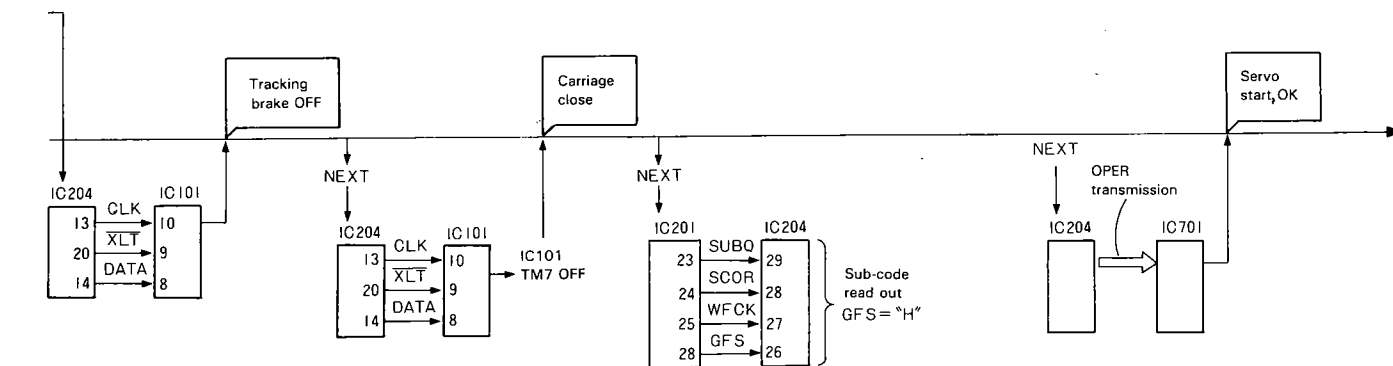 Tracking
brake OFF
Carriage
close
Servo
start, OK
NEXT
NEXT
NEXT
OPER
transmission
IC204
IC101
13 CLK 10
20 XLT 9
14 DATA 8
IC204
IC101
13 CLK 10
20 XLT 9
14 DATA 8
IC101
TM7 OFF
IC201
IC204
23 SUBQ 29
24 SCOR 28
25 WFCK 27
28 GFS 26
Sub-code
read out
GFS = "H"
IC204
IC701